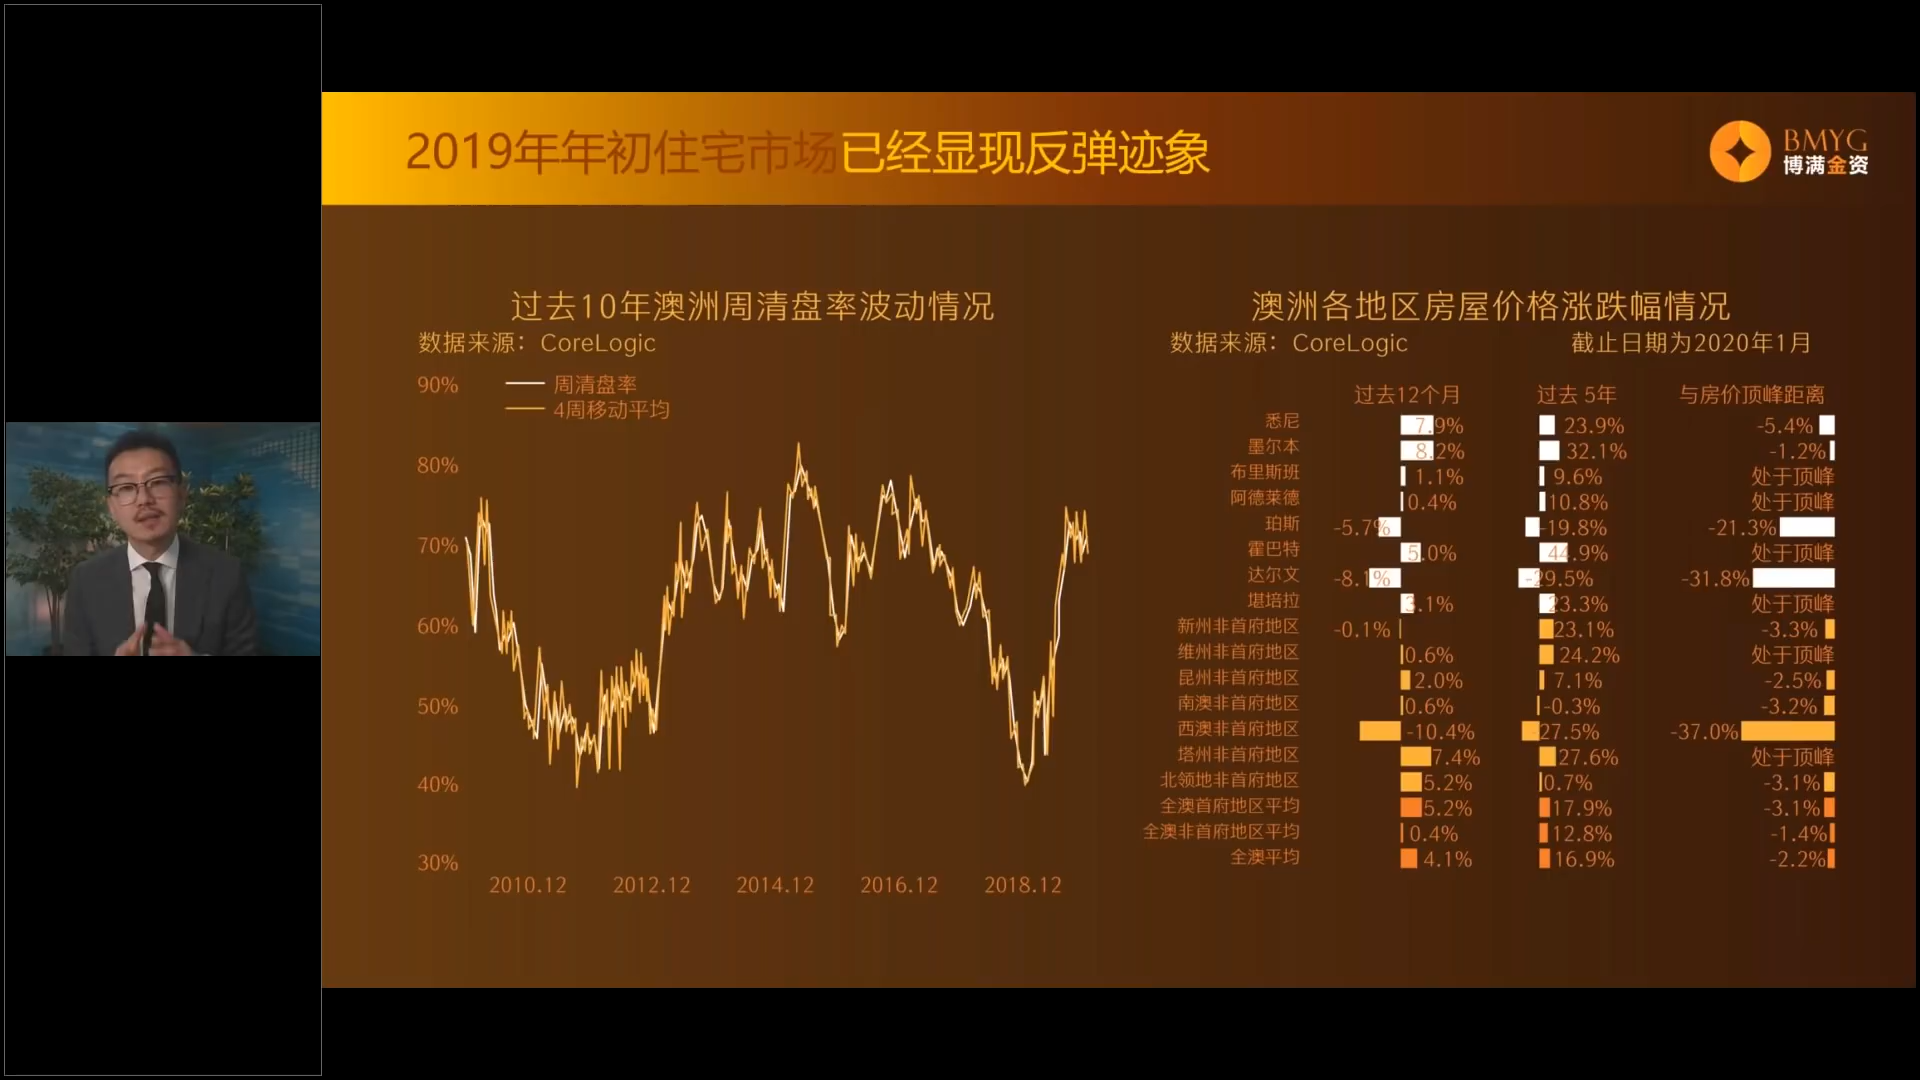 2019年年初住宅市场已经显现反弹迹象
BMYG
博满金资
过去10年澳洲周清盘率波动情况
数据来源：CoreLogic
周清盘率
4周移动平均
90%
80%
70%
60%
50%
40%
30%
2010.12 2012.12 2014.12 2016.12 2018.12
澳洲各地区房屋价格涨跌幅情况
数据来源：CoreLogic 截止日期为2020年1月
过去12个月 过去 5年 与房价顶峰距离
悉尼 7.9% 23.9% -5.4%
墨尔本 8.2% 32.1% -1.2%
布里斯班 1.1% 9.6% 处于顶峰
阿德莱德 0.4% 10.8% 处于顶峰
珀斯 -5.7% -19.8% -21.3%
霍巴特 5.0% 44.9% 处于顶峰
达尔文 -8.1% -29.5% -31.8%
堪培拉 3.1% 23.3% 处于顶峰
新州非首府地区 -0.1% 23.1% -3.3%
维州非首府地区 0.6% 24.2% 处于顶峰
昆州非首府地区 2.0% 7.1% -2.5%
南澳非首府地区 0.6% -0.3% -3.2%
西澳非首府地区 -10.4% -27.5% -37.0%
塔州非首府地区 7.4% 27.6% 处于顶峰
北领地非首府地区 5.2% 0.7% -3.1%
全澳首府地区平均 5.2% 17.9% -3.1%
全澳非首府地区平均 0.4% 12.8% -1.4%
全澳平均 4.1% 16.9% -2.2%